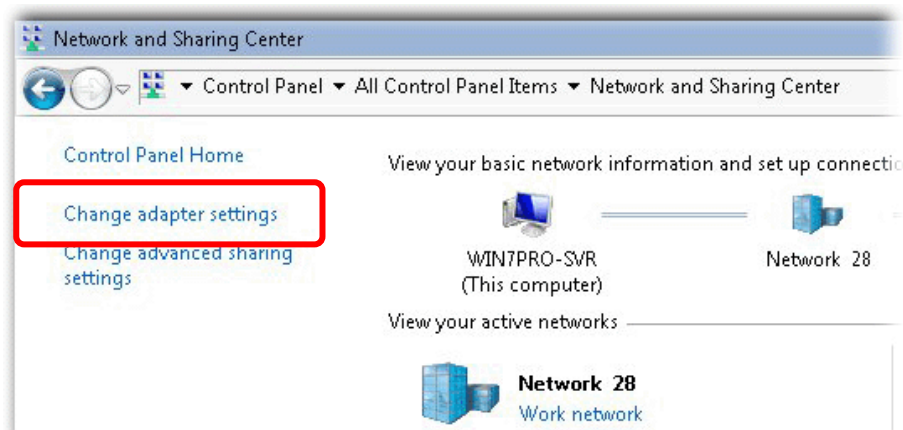 Network and Sharing Center
Control Panel All Control Panel Items Network and Sharing Center
Control Panel Home
Change adapter settings
Change advanced sharing
settings
View your basic network information and set up
WIN7PRO-SVR
(This computer)
Network 28
View your active networks
Network 28
Work network